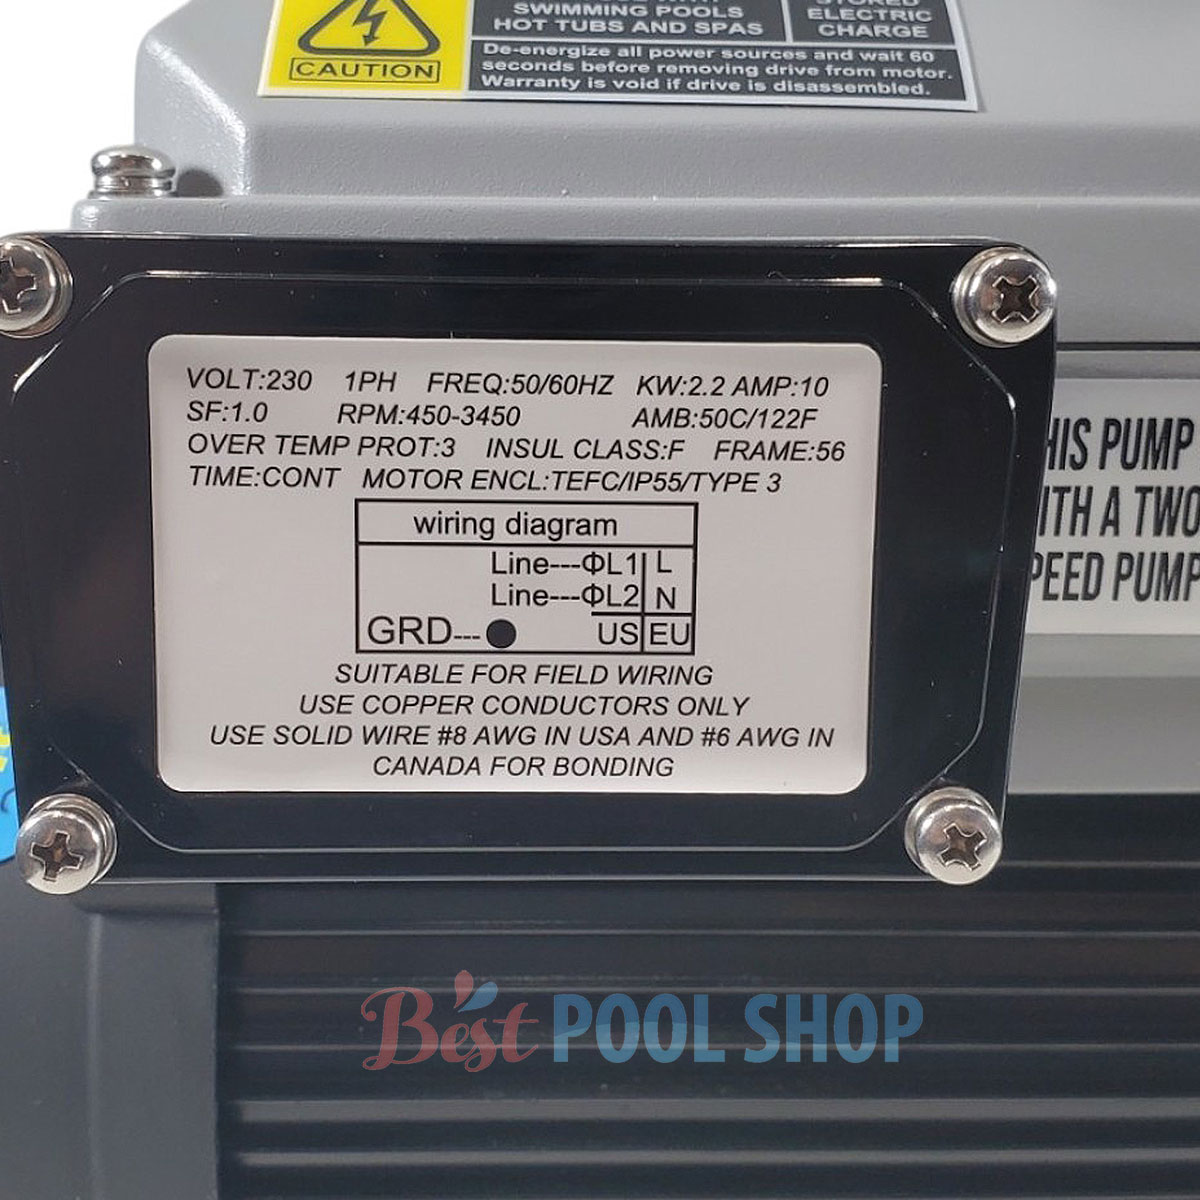 SWIMMING POOLS
HOT TUBS AND SPAS
ELECTRIC
CHARGE
CAUTION
De-energize all power sources and wait 60
seconds before removing drive from motor.
Warranty is void if drive is disassembled.
VOLT:230 1PH FREQ:50/60HZ KW:2.2 AMP:10
SF:1.0 RPM:450-3450 AMB:50C/122F
OVER TEMP PROT:3 INSUL CLASS:F FRAME:56
TIME:CONT MOTOR ENCL:TEFC/IP55/TYPE 3
wiring diagram
Line---ΦL1 L
Line---ΦL2 N
GRD---● US EU
SUITABLE FOR FIELD WIRING
USE COPPER CONDUCTORS ONLY
USE SOLID WIRE #8 AWG IN USA AND #6 AWG IN
CANADA FOR BONDING
HIS PUMP
ITH A TWO
PEED PUMP
Best POOL SHOP